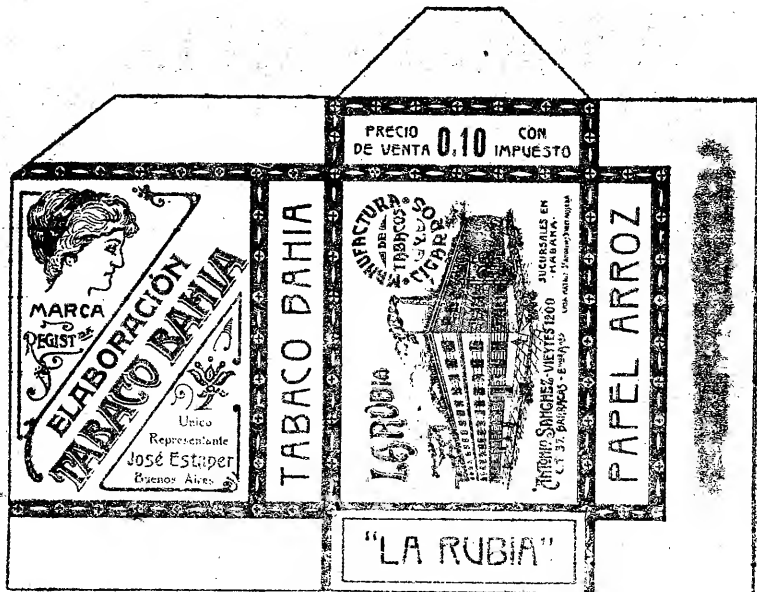 PRECIO DE VENTA 0,10 CON IMPUESTO
MARCA
REGIST
ELABORACIÓN
TABACO BAHIA
Unico
Representante
José Estaper
Buenos Aires
TABACO BAHIA
MANUFACTURA DE TABACOS
LA RUBIA
ANTONIO SANCHEZ-VIEYTES 1200
C.T. 37. BARRACAS
SUCURSALES EN
HABANA
PAPEL ARROZ
"LA RUBIA"